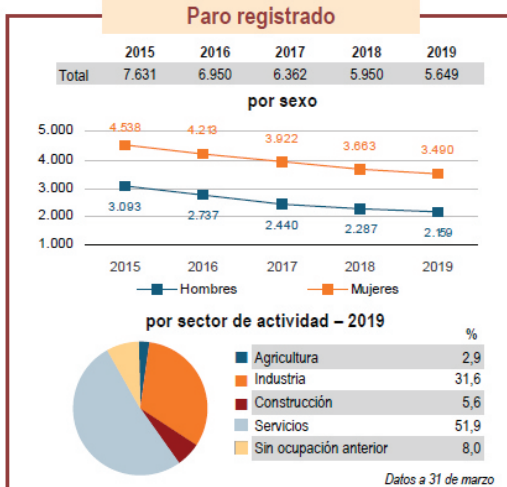 Paro registrado
2015 2016 2017 2018 2019
Total 7.631 6.950 6.362 5.950 5.649
por sexo
5.000
4.000
3.000
2.000
1.000
4.538 4.213 3.922 3.663 3.490
3.093 2.737 2.440 2.287 2.159
2015 2016 2017 2018 2019
Hombres Mujeres
por sector de actividad – 2019
%
Agricultura 2,9
Industria 31,6
Construcción 5,6
Servicios 51,9
Sin ocupación anterior 8,0
Datos a 31 de marzo